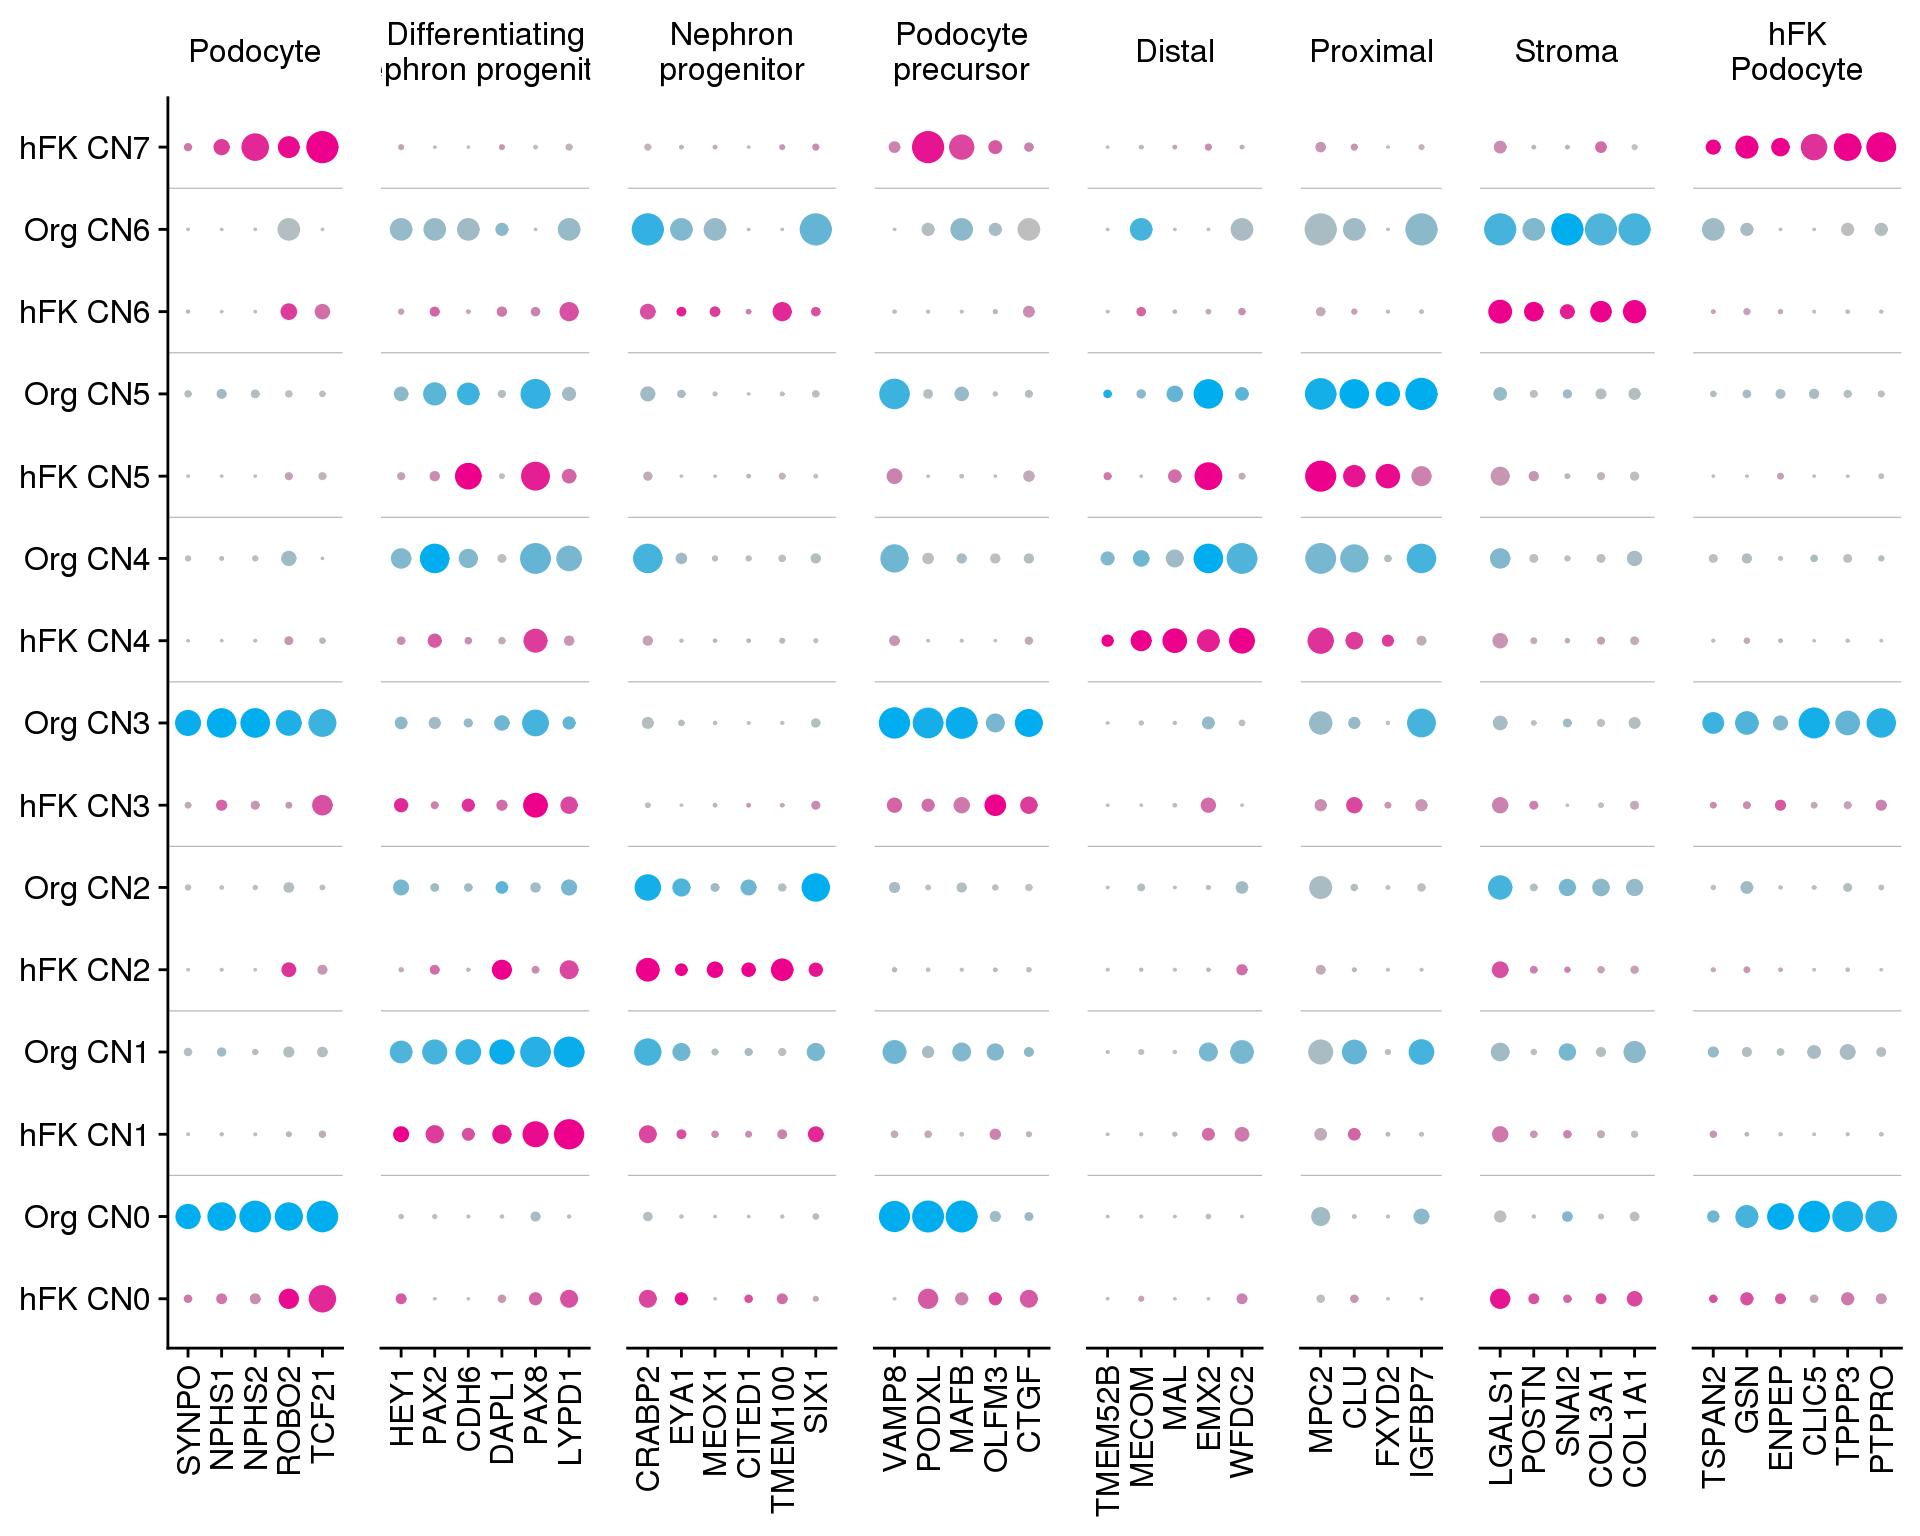 Podocyte
Differentiating
phron progenit
Nephron
progenitor
Podocyte
precursor
Distal
Proximal
Stroma
hFK
Podocyte
hFK CN7
Org CN6
hFK CN6
Org CN5
hFK CN5
Org CN4
hFK CN4
Org CN3
hFK CN3
Org CN2
hFK CN2
Org CN1
hFK CN1
Org CN0
hFK CN0
SYNPO
NPHS1
NPHS2
ROBO2
TCF21
HEY1
PAX2
CDH6
DAPL1
PAX8
LYPD1
CRABP2
EYA1
MEOX1
CITED1
TMEM100
SIX1
VAMP8
PODXL
MAFB
OLFM3
CTGF
TMEM52B
MECOM
MAL
EMX2
WFDC2
MPC2
CLU
FXYD2
IGFBP7
LGALS1
POSTN
SNAI2
COL3A1
COL1A1
TSPAN2
GSN
ENPEP
CLIC5
TPPP3
PTPRO